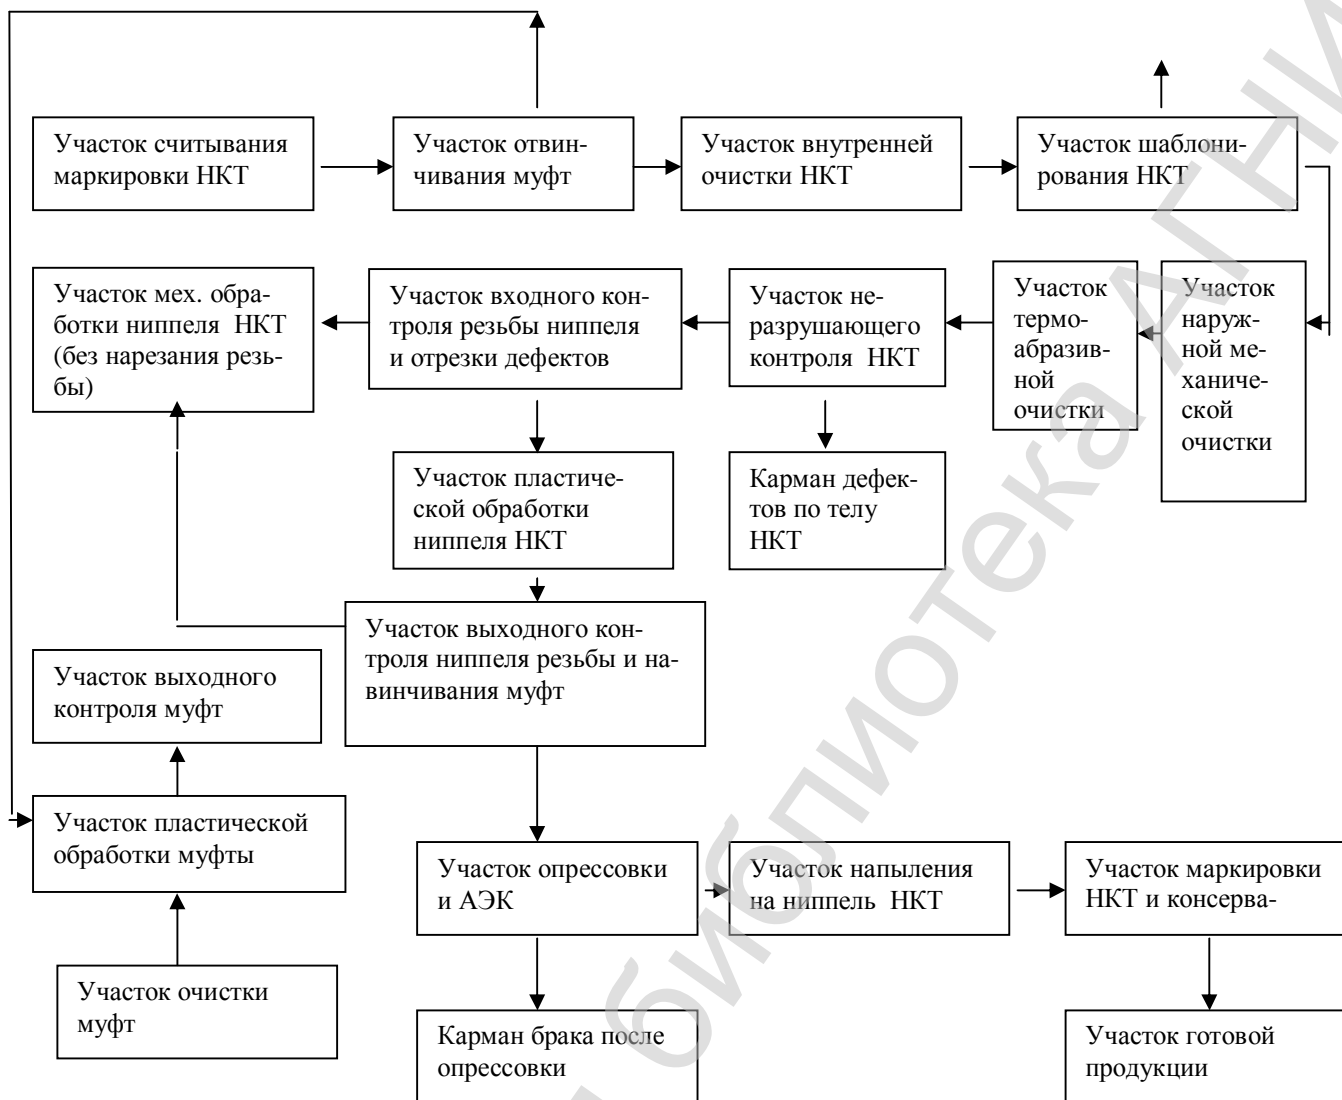 Участок считывания
маркировки НКТ
Участок отвин-
чивания муфт
Участок внутренней
очистки НКТ
Участок шаблони-
рования НКТ
Участок мех. обра-
ботки ниппеля НКТ
(без нарезания резь-
бы)
Участок входного кон-
троля резьбы ниппеля
и отрезки дефектов
Участок не-
разрушающего
контроля НКТ
Участок
термо-
абразив-
ной
очистки
Участок
наруж-
ной ме-
ханиче-
ской
очистки
Участок пластиче-
ской обработки
ниппеля НКТ
Карман дефек-
тов по телу
НКТ
Участок выходного кон-
троля ниппеля резьбы и на-
винчивания муфт
Участок выходного
контроля муфт
Участок пластической
обработки муфты
Участок опрессовки
и АЭК
Участок напыления
на ниппель НКТ
Участок маркировки
НКТ и консерва-
Участок очистки
муфт
Карман брака после
опрессовки
Участок готовой
продукции
библиотека АГНИ